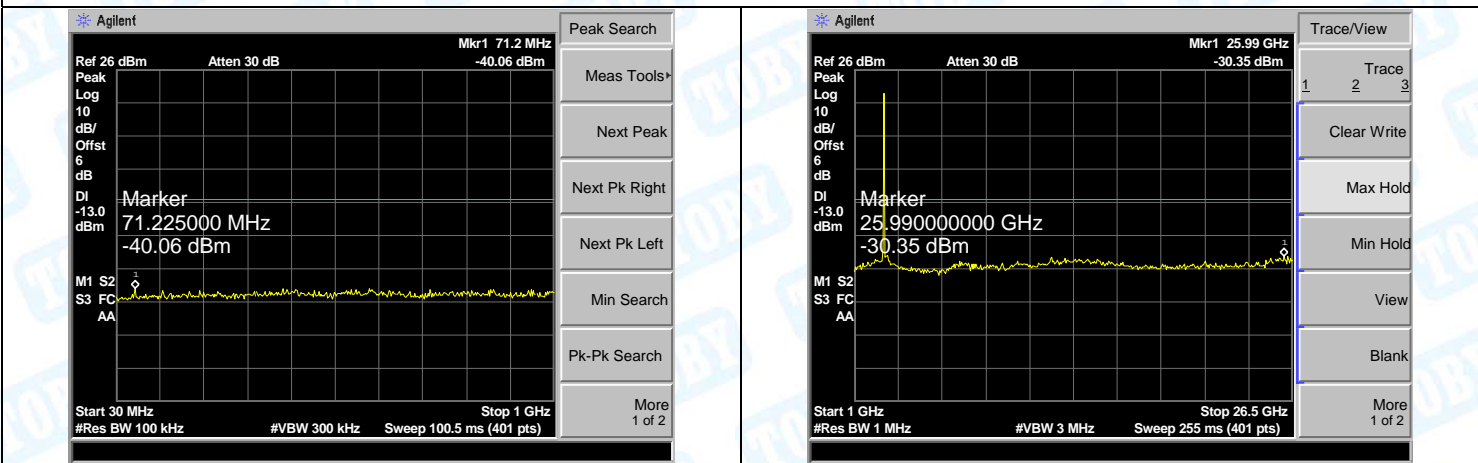 Agilent
Peak Search
Mkr1 71.2 MHz
Ref 26 dBm Atten 30 dB -40.06 dBm
Peak
Log
10
dB/
Offst
6
dB
DI
-13.0
dBm
Marker
71.225000 MHz
-40.06 dBm
1
M1 S2
S3 FC
AA
Start 30 MHz Stop 1 GHz
#Res BW 100 kHz #VBW 300 kHz Sweep 100.5 ms (401 pts)
Meas Tools
Next Peak
Next Pk Right
Next Pk Left
Min Search
Pk-Pk Search
More
1 of 2
Agilent
Trace/View
Mkr1 25.99 GHz
Ref 26 dBm Atten 30 dB -30.35 dBm
Peak
Log
10
dB/
Offst
6
dB
DI
-13.0
dBm
Marker
25.990000000 GHz
-30.35 dBm
1
M1 S2
S3 FC
AA
Start 1 GHz Stop 26.5 GHz
#Res BW 1 MHz #VBW 3 MHz Sweep 255 ms (401 pts)
Trace
1 2 3
Clear Write
Max Hold
Min Hold
View
Blank
More
1 of 2
TOBY
TOBY
TOBY
TOBY